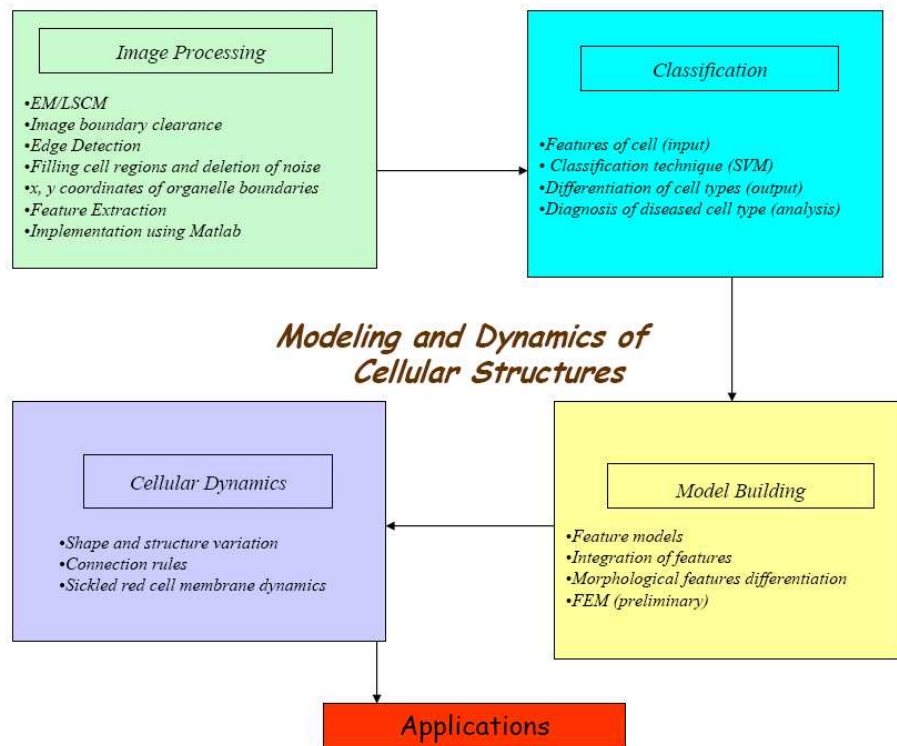 Image Processing
•EM/LSCM
•Image boundary clearance
•Edge Detection
•Filling cell regions and deletion of noise
•x, y coordinates of organelle boundaries
•Feature Extraction
•Implementation using Matlab
Classification
•Features of cell (input)
• Classification technique (SVM)
•Differentiation of cell types (output)
•Diagnosis of diseased cell type (analysis)
Modeling and Dynamics of
Cellular Structures
Cellular Dynamics
•Shape and structure variation
•Connection rules
•Sickled red cell membrane dynamics
Model Building
•Feature models
•Integration of features
•Morphological features differentiation
•FEM (preliminary)
Applications